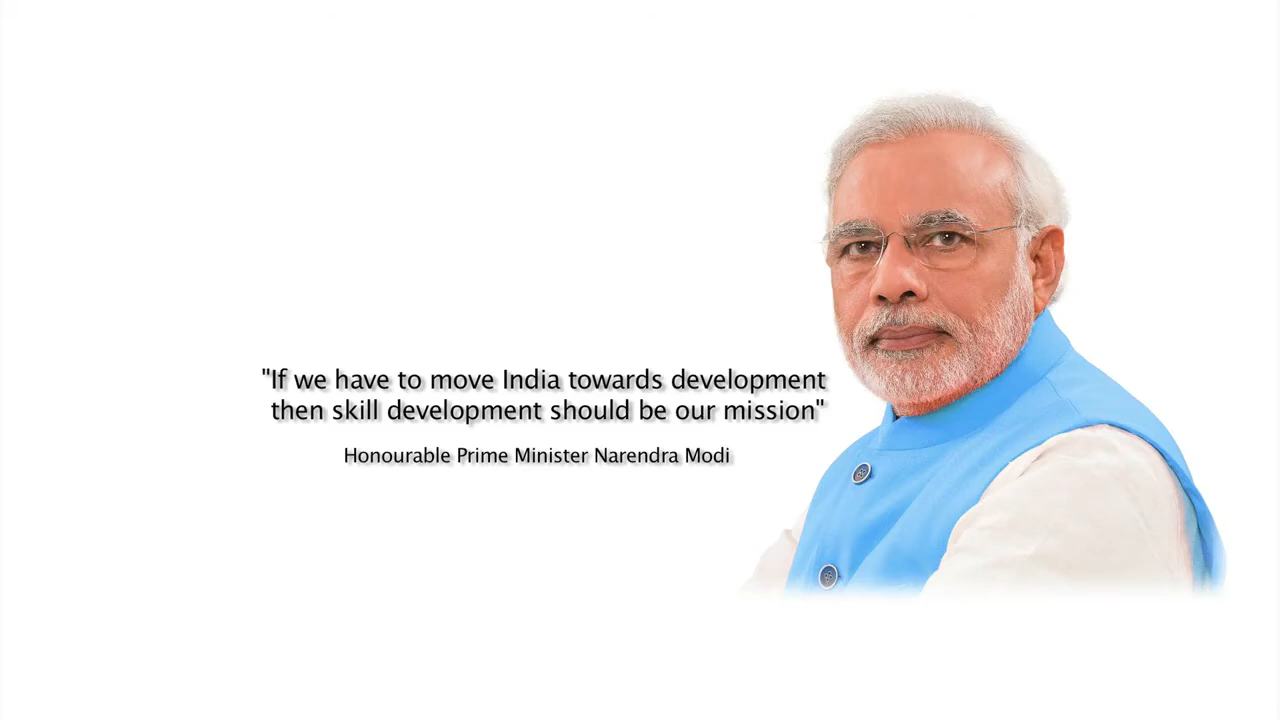 "If we have to move India towards development
then skill development should be our mission"
Honourable Prime Minister Narendra Modi